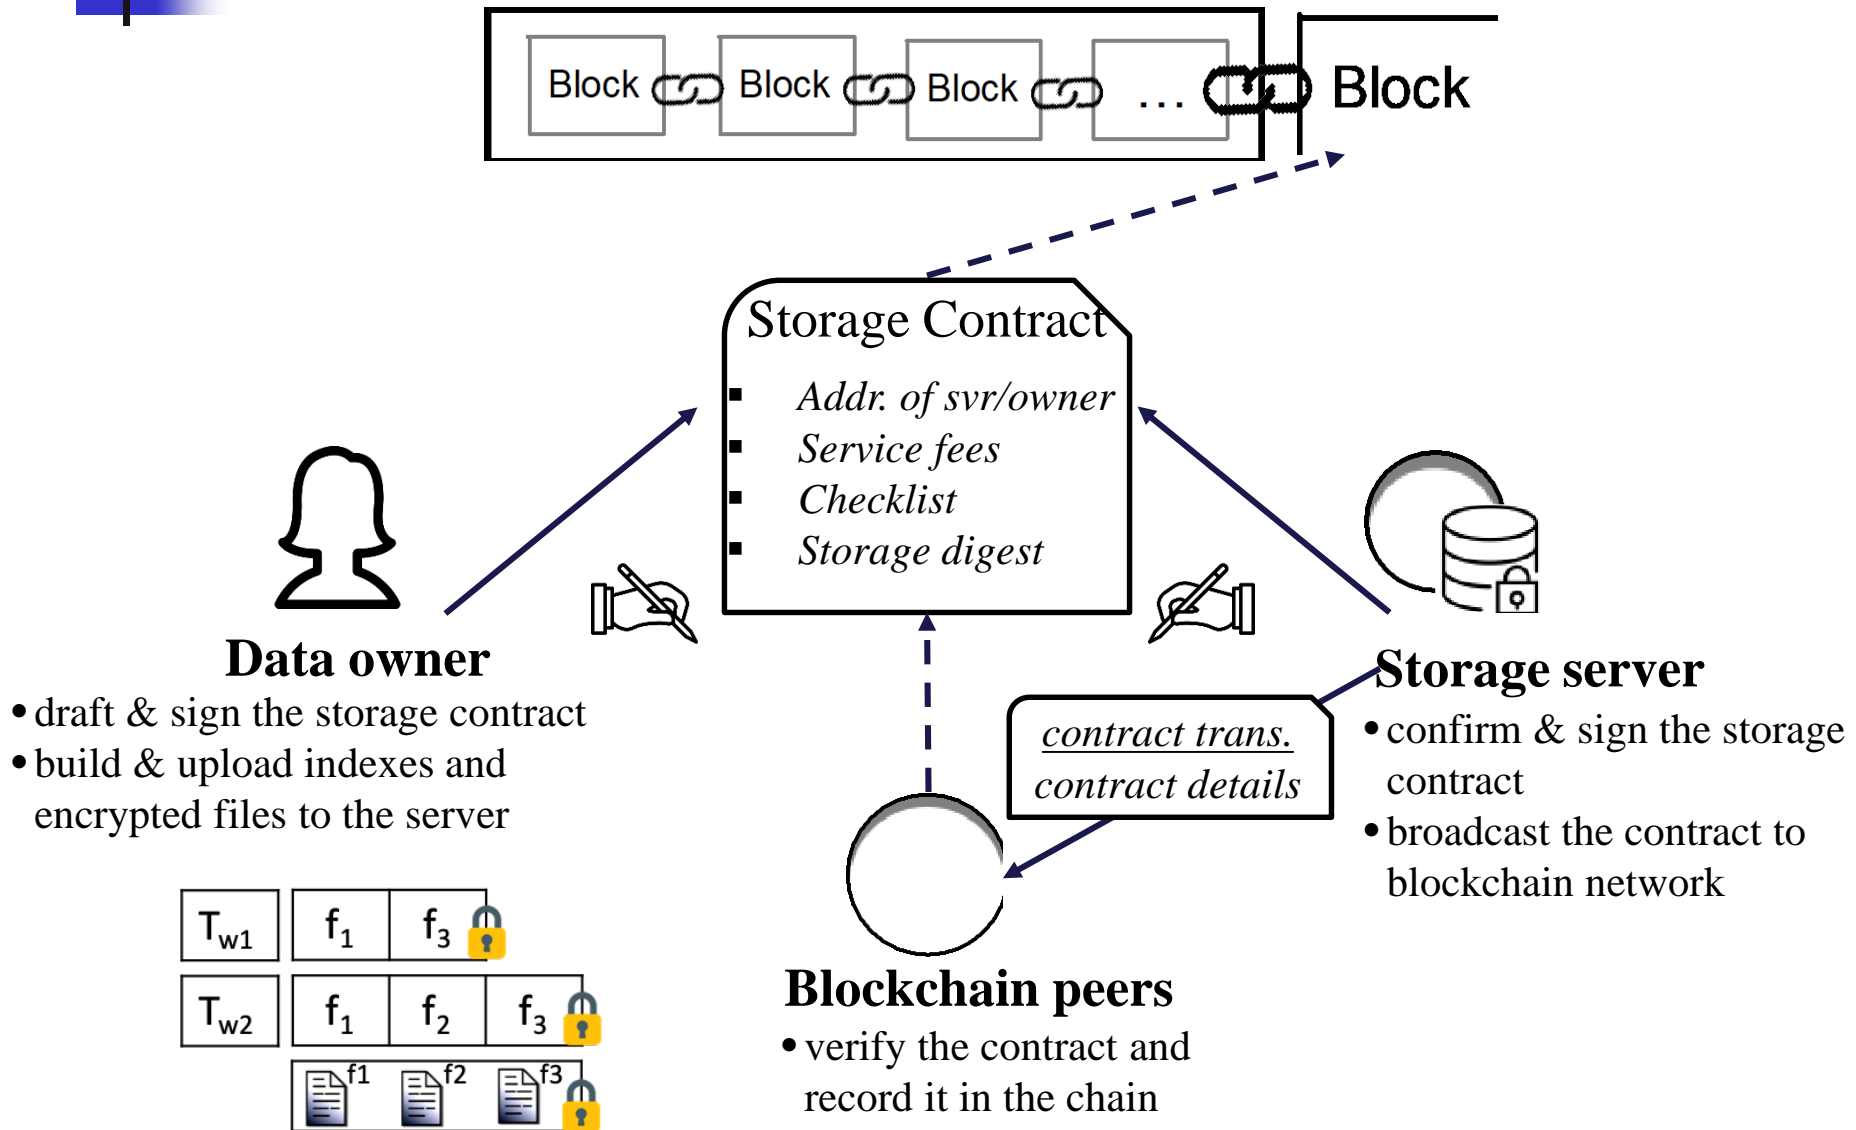 Block Block Block ... Block
Storage Contract
▪ Addr. of svr/owner
▪ Service fees
▪ Checklist
▪ Storage digest
Data owner
• draft & sign the storage contract
• build & upload indexes and
encrypted files to the server
Storage server
• confirm & sign the storage
contract
• broadcast the contract to
blockchain network
contract trans.
contract details
Tw1 f1 f3
Tw2 f1 f2 f3
f1 f2 f3
Blockchain peers
• verify the contract and
record it in the chain